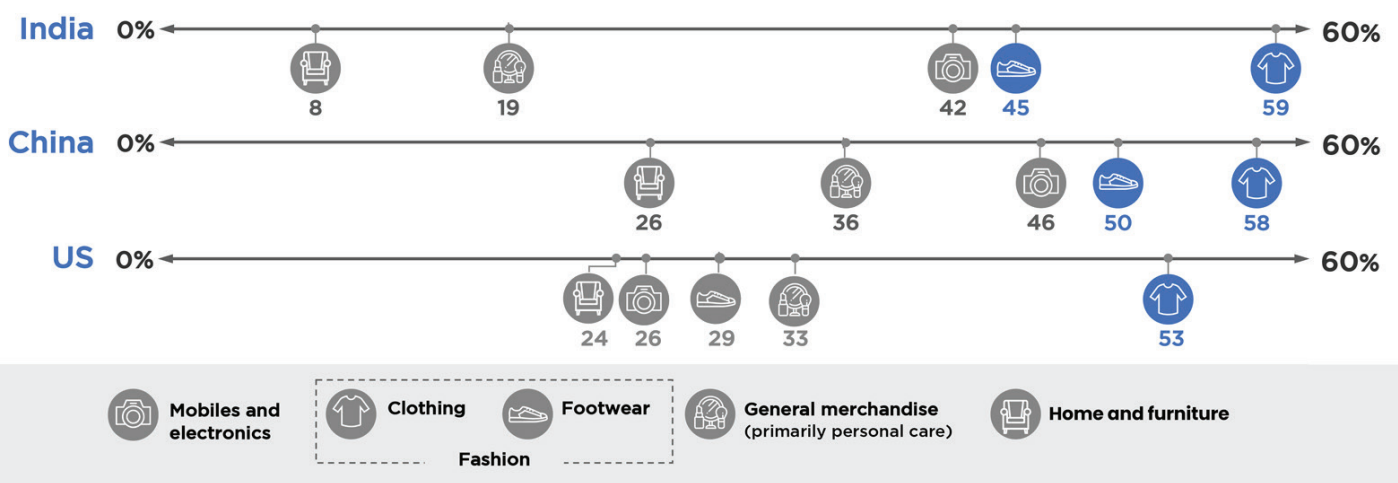 India 0% 60%
8 19 42 45 59
China 0% 60%
26 36 46 50 58
US 0% 60%
24 26 29 33 53
Mobiles and
electronics
Clothing
Footwear
Fashion
General merchandise
(primarily personal care)
Home and furniture